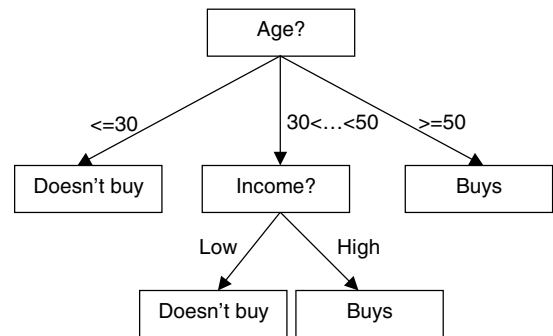 Age?
<=30
30<...<50
>=50
Doesn't buy
Income?
Buys
Low
High
Doesn't buy
Buys